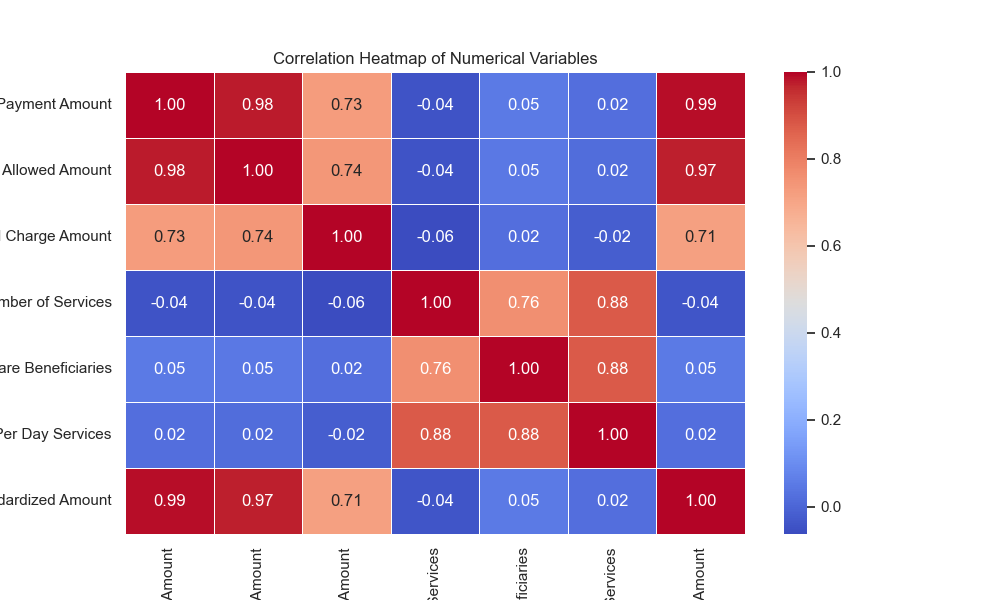 Correlation Heatmap of Numerical Variables
Payment Amount 1.00 0.98 0.73 -0.04 0.05 0.02 0.99
Allowed Amount 0.98 1.00 0.74 -0.04 0.05 0.02 0.97
Charge Amount 0.73 0.74 1.00 -0.06 0.02 -0.02 0.71
mber of Services -0.04 -0.04 -0.06 1.00 0.76 0.88 -0.04
are Beneficiaries 0.05 0.05 0.02 0.76 1.00 0.88 0.05
Per Day Services 0.02 0.02 -0.02 0.88 0.88 1.00 0.02
dardized Amount 0.99 0.97 0.71 -0.04 0.05 0.02 1.00
Amount
Amount
Amount
Services
ficiaries
Services
Amount
1.0
0.8
0.6
0.4
0.2
0.0